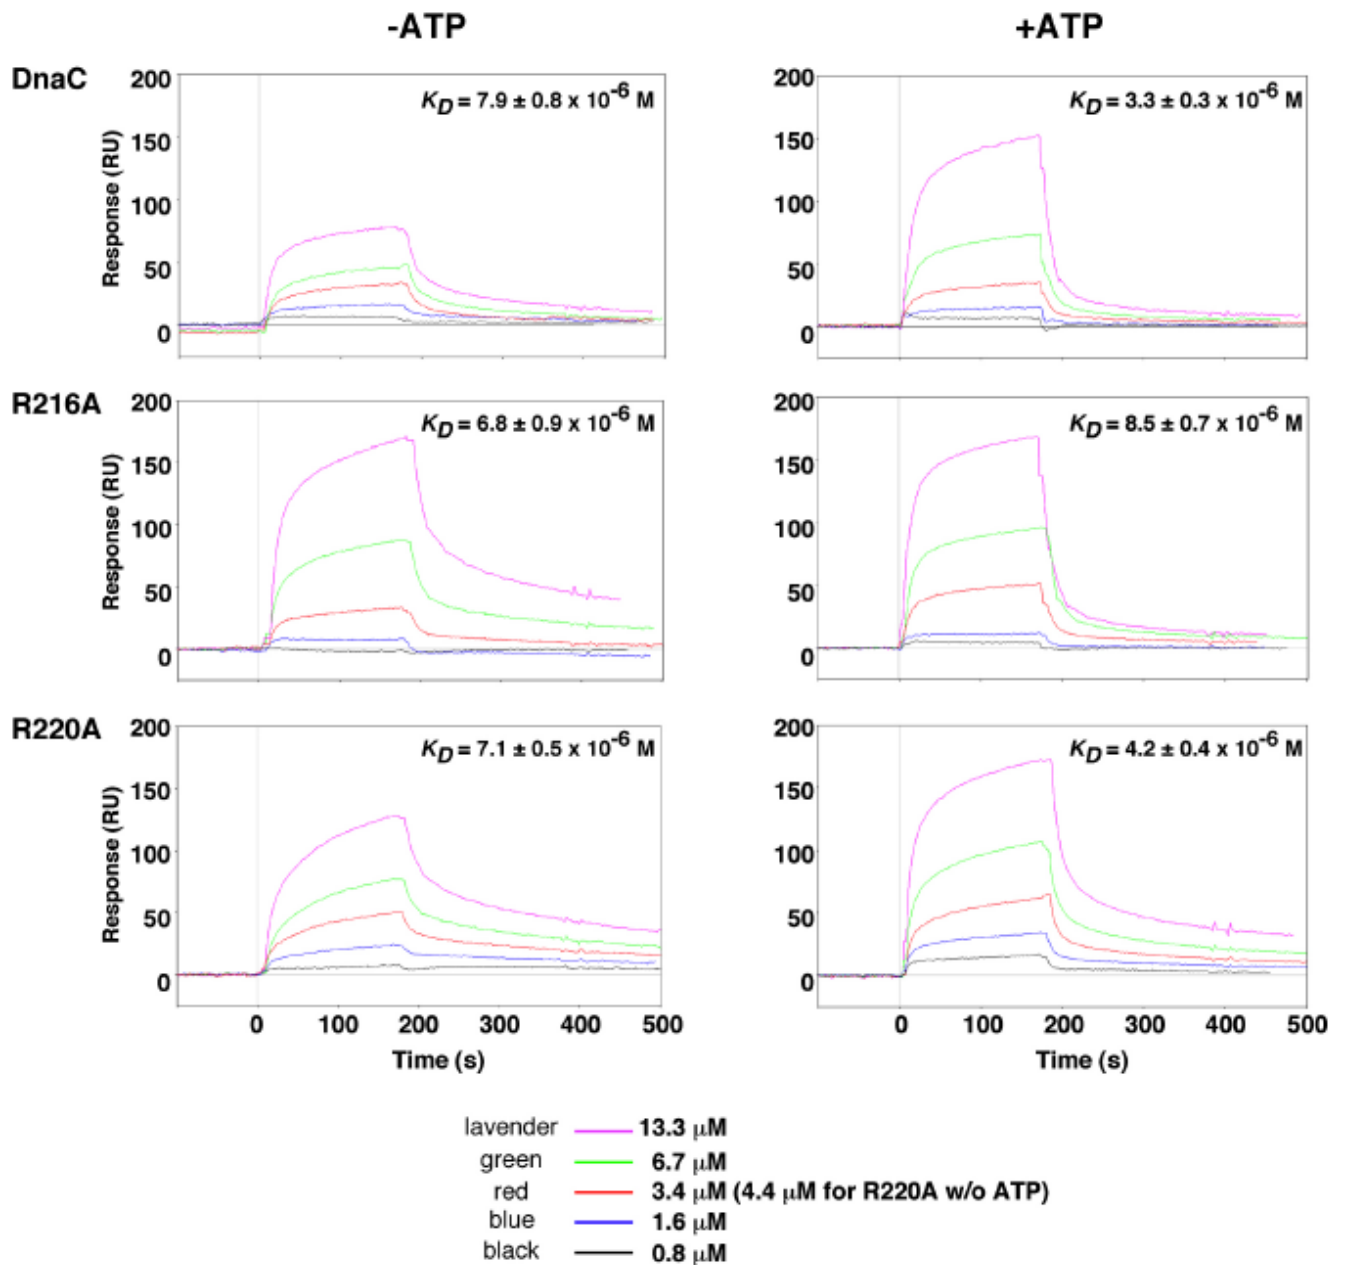 -ATP
+ATP
DnaC
200
150
100
50
0
Response (RU)
K_D = 7.9 ± 0.8 x 10^-6 M
200
150
100
50
0
K_D = 3.3 ± 0.3 x 10^-6 M
R216A
200
150
100
50
0
Response (RU)
K_D = 6.8 ± 0.9 x 10^-6 M
200
150
100
50
0
K_D = 8.5 ± 0.7 x 10^-6 M
R220A
200
150
100
50
0
Response (RU)
K_D = 7.1 ± 0.5 x 10^-6 M
0 100 200 300 400 500
Time (s)
200
150
100
50
0
K_D = 4.2 ± 0.4 x 10^-6 M
0 100 200 300 400 500
Time (s)
lavender 13.3 μM
green 6.7 μM
red 3.4 μM (4.4 μM for R220A w/o ATP)
blue 1.6 μM
black 0.8 μM